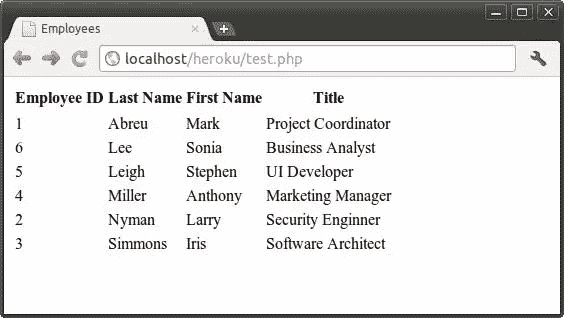 Employees
localhost/heroku/test.php
Employee ID Last Name First Name Title
1 Abreu Mark Project Coordinator
6 Lee Sonia Business Analyst
5 Leigh Stephen UI Developer
4 Miller Anthony Marketing Manager
2 Nyman Larry Security Enginner
3 Simmons Iris Software Architect